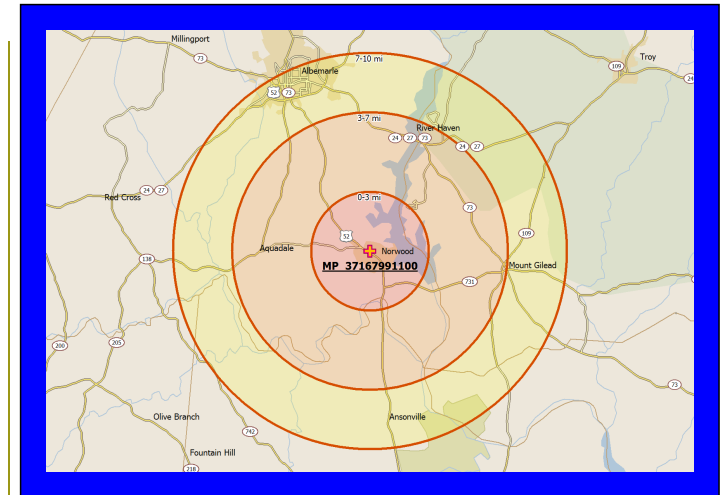 Millingport
73
7-10 mi
Troy
109
Albemarle
24
52 73
3-7 mi
River Haven
24 27 73
24 27
0-3 mi
Red Cross
24 27
73
52
109
Aquadale
Norwood
138
MP 37167991100
Mount Gilead
731
205
200
73
Olive Branch
Ansonville
742
Fountain Hill
218